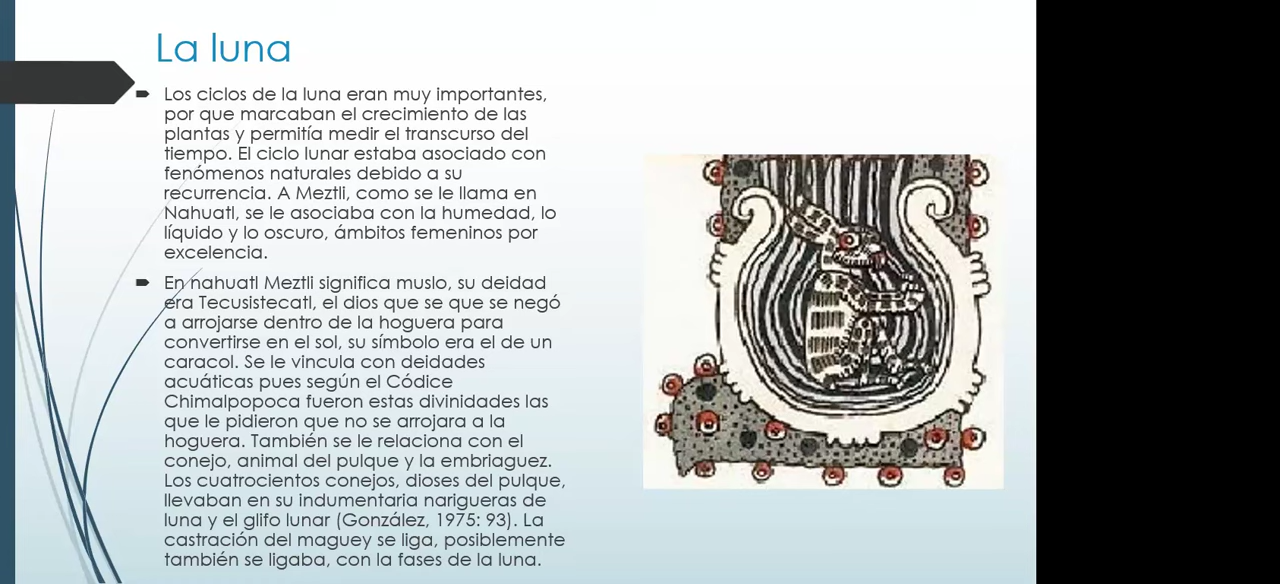 La luna
Los ciclos de la luna eran muy importantes,
por que marcaban el crecimiento de las
plantas y permitía medir el transcurso del
tiempo. El ciclo lunar estaba asociado con
fenómenos naturales debido a su
recurrencia. A Meztli, como se le llama en
Nahuatl, se le asociaba con la humedad, lo
líquido y lo oscuro, ámbitos femeninos por
excelencia.
En nahuatl Meztli significa muslo, su deidad
era Tecusistecatl, el dios que se que se negó
a arrojarse dentro de la hoguera para
convertirse en el sol, su símbolo era el de un
caracol. Se le vincula con deidades
acuáticas pues según el Códice
Chimalpopoca fueron estas divinidades las
que le pidieron que no se arrojara a la
hoguera. También se le relaciona con el
conejo, animal del pulque y la embriaguez.
Los cuatrocientos conejos, dioses del pulque,
llevaban en su indumentaria narigueras de
luna y el glifo lunar (González, 1975: 93). La
castración del maguey se liga, posiblemente
también se ligaba, con la fases de la luna.